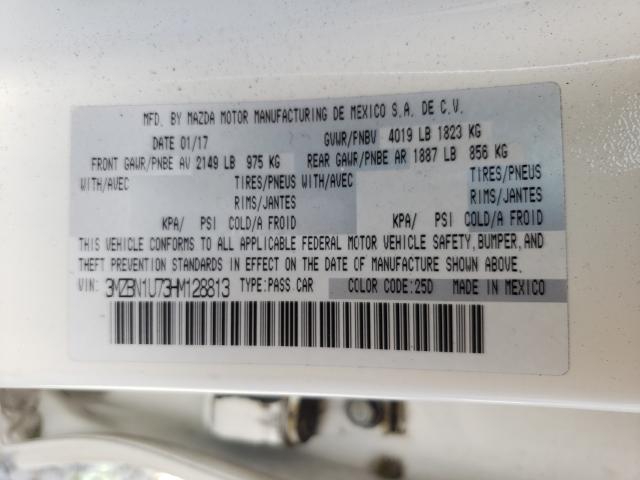 MFD. BY MAZDA MOTOR MANUFACTURING DE MEXICO S.A. DE C.V.
DATE 01/17 GVWR/PNBV 4019 LB 1823 KG
FRONT GAWR/PNBE AV 2149 LB 975 KG REAR GAWR/PNBE AR 1887 LB 856 KG
WITH/AVEC TIRES/PNEUS WITH/AVEC TIRES/PNEUS
RIMS/JANTES RIMS/JANTES
KPA/ PSI COLD/A FROID KPA/ PSI COLD/A FROID
THIS VEHICLE CONFORMS TO ALL APPLICABLE FEDERAL MOTOR VEHICLE SAFETY, BUMPER, AND
THEFT PREVENTION STANDARDS IN EFFECT ON THE DATE OF MANUFACTURE SHOWN ABOVE.
VIN: 3MZBN1U73HM128813 TYPE:PASS CAR COLOR CODE:25D MADE IN MEXICO